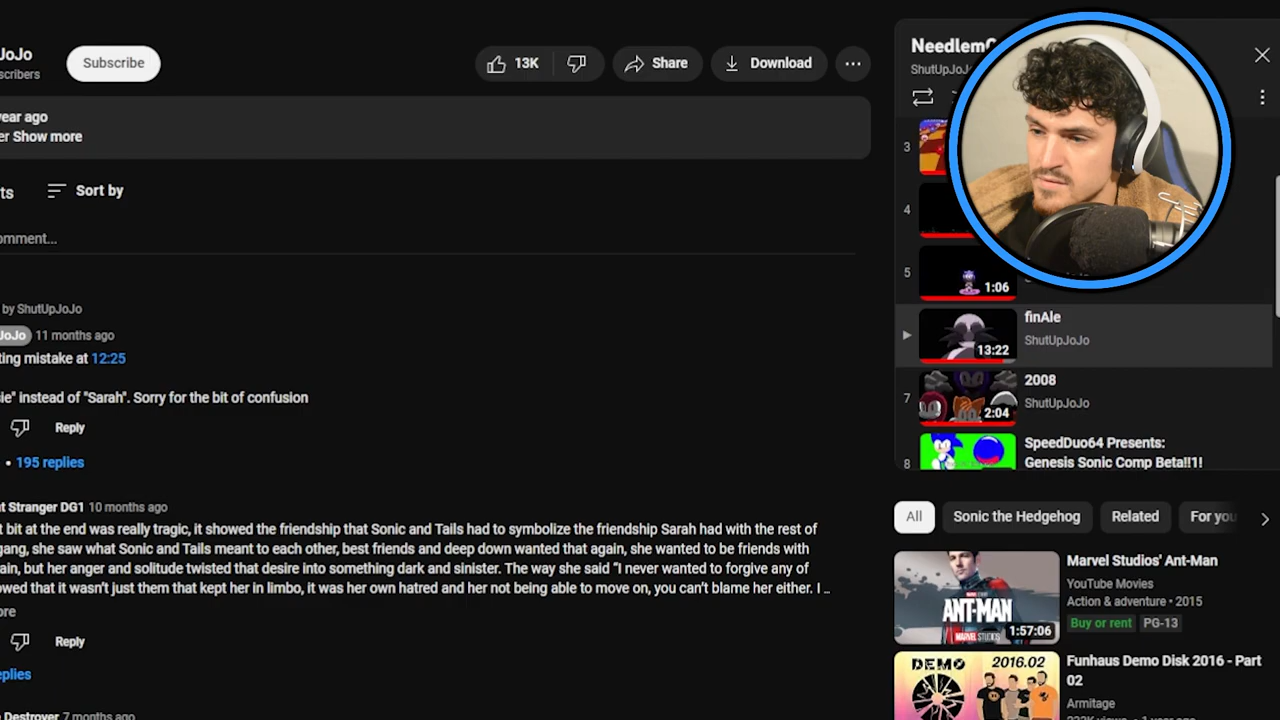 JoJo
scribers
Subscribe
13K
Share
Download
...
year ago
er Show more
ts
Sort by
omment...
by ShutUpJoJo
JoJo 11 months ago
ting mistake at 12:25
sie" instead of "Sarah". Sorry for the bit of confusion
Reply
• 195 replies
t Stranger DG1 10 months ago
t bit at the end was really tragic, it showed the friendship that Sonic and Tails had to symbolize the friendship Sarah had with the rest of
gang, she saw what Sonic and Tails meant to each other, best friends and deep down wanted that again, she wanted to be friends with
ain, but her anger and solitude twisted that desire into something dark and sinister. The way she said "I never wanted to forgive any of
owed that it wasn't just them that kept her in limbo, it was her own hatred and her not being able to move on, you can't blame her either. I ..
ore
Reply
eplies
Destroyer 7 months ago
ShutUpJo
3
4
5
1:06
finAle
ShutUpJoJo
13:22
7
2008
ShutUpJoJo
2:04
8
SpeedDuo64 Presents:
Genesis Sonic Comp Beta!!1!
All
Sonic the Hedgehog
Related
For you
Marvel Studios' Ant-Man
YouTube Movies
Action & adventure • 2015
Buy or rent
PG-13
ANT-MAN
MARVEL STUDIOS
1:57:06
Funhaus Demo Disk 2016 - Part
02
Armitage
DEMO
2016.02